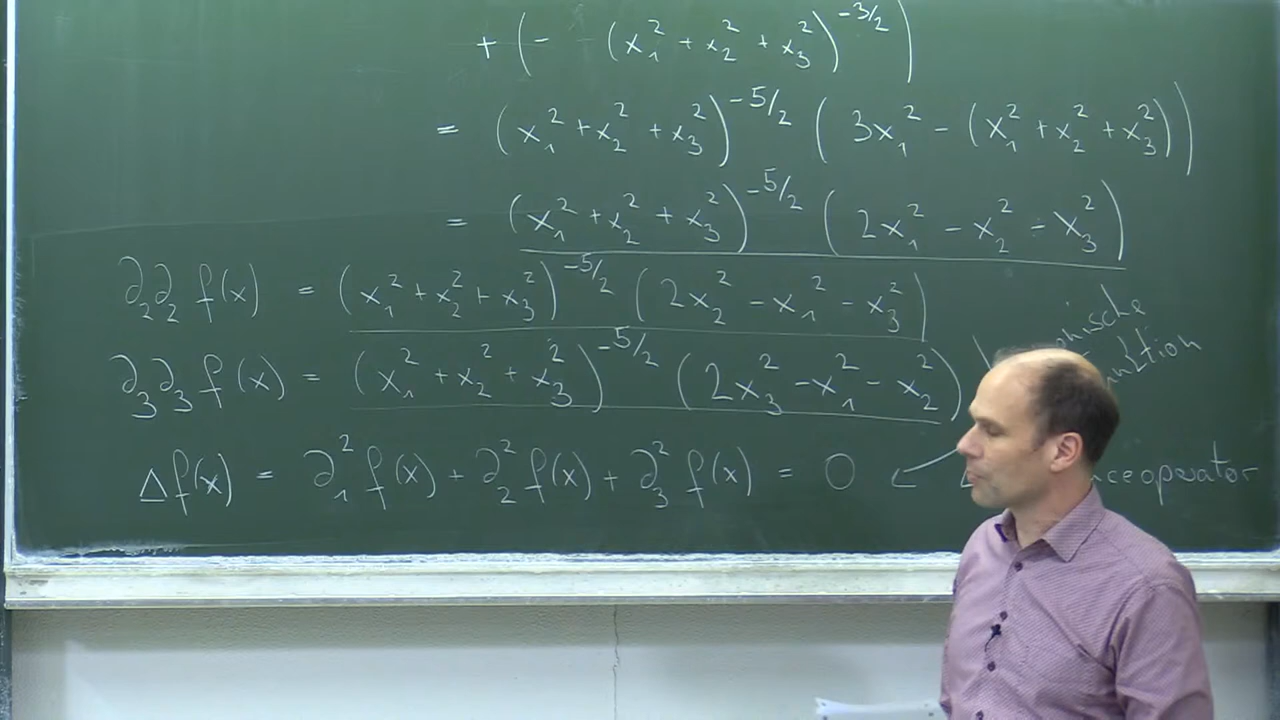 + (- (x₁² + x₂² + x₃²)^{-3/2})
= (x₁² + x₂² + x₃²)^{-5/2} (3x₁² - (x₁² + x₂² + x₃²))
= (x₁² + x₂² + x₃²)^{-5/2} (2x₁² - x₂² - x₃²)
∂₂∂₂ f(x) = (x₁² + x₂² + x₃²)^{-5/2} (2x₂² - x₁² - x₃²)
∂₃∂₃ f(x) = (x₁² + x₂² + x₃²)^{-5/2} (2x₃² - x₁² - x₂²)
Δf(x) = ∂₁² f(x) + ∂₂² f(x) + ∂₃² f(x) = 0 ←